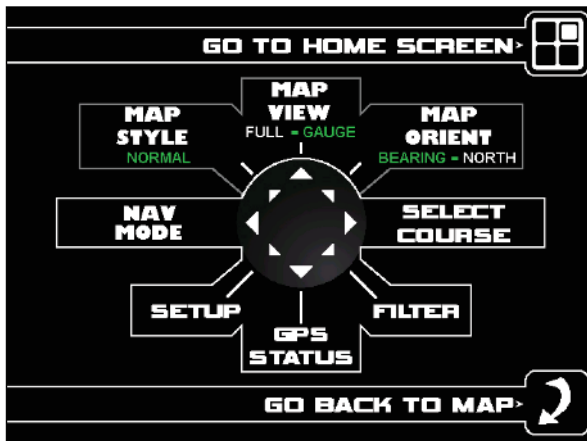 GO TO HOME SCREEN>
MAP
VIEW
FULL - GAUGE
MAP
STYLE
NORMAL
MAP
ORIENT
BEARING - NORTH
NAV
MODE
SELECT
COURSE
SETUP
FILTER
GPS
STATUS
GO BACK TO MAP>